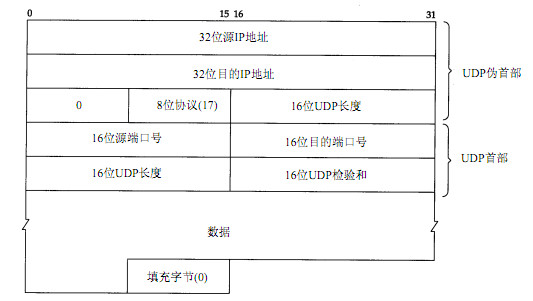 0 15 16 31
32位源IP地址
32位目的IP地址
UDP伪首部
0 8位协议(17) 16位UDP长度
16位源端口号 16位目的端口号
UDP首部
16位UDP长度 16位UDP检验和
数据
填充字节(0)